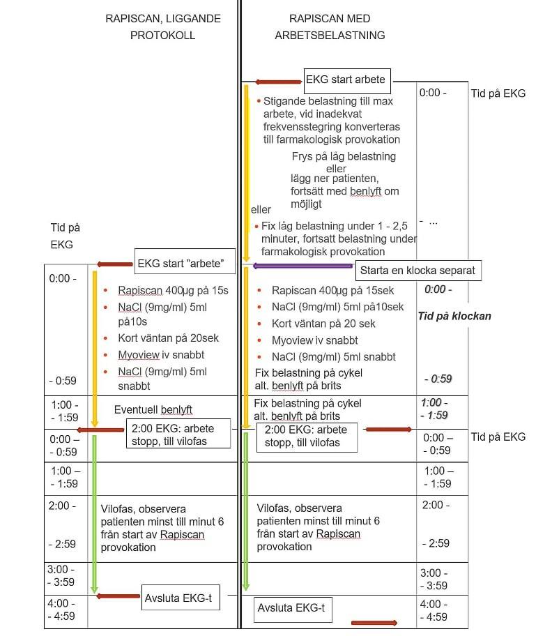 RAPISCAN, LIGGANDE
PROTOKOLL
RAPISCAN MED
ARBETSBELASTNING
EKG start arbete
0:00 -
Tid på EKG
• Stigande belastning till max
arbete, vid inadekvat
frekvensstegring konverteras
till farmakologisk provokation
Frys på låg belastning
eller
lägg ner patienten,
fortsätt med benlyft om
möjligt
eller
• Fix låg belastning under 1 - 2,5
minuter, fortsatt belastning under
farmakologisk provokation
- ...
Tid på
EKG
EKG start "arbete"
Starta en klocka separat
0:00 -
• Rapiscan 400µg på 15s
• NaCl (9mg/ml) 5ml
på10s
• Kort väntan på 20sek
• Myoview iv snabbt
• NaCl (9mg/ml) 5ml
snabbt
- 0:59
• Rapiscan 400µg på 15sek
• NaCl (9mg/ml) 5ml på10sek
• Kort väntan på 20 sek
• Myoview iv snabbt
• NaCl (9mg/ml) 5ml snabbt
Fix belastning på cykel
alt. benlyft på brits
0:00 -
Tid på klockan
- 0:59
1:00 -
- 1:59
Eventuell benlyft
Fix belastning på cykel
alt. benlyft på brits
1:00 -
- 1:59
2:00 EKG: arbete
stopp, till vilofas
2:00 EKG: arbete
stopp, till vilofas
0:00 –
- 0:59
0:00 –
- 0:59
Tid på EKG
1:00 –
- 1:59
1:00 –
- 1:59
2:00 -
- 2:59
Vilofas, observera
patienten minst till minut 6
från start av Rapiscan
provokation
Vilofas, observera
patienten minst till minut 6
från start av Rapiscan
provokation
2:00 -
- 2:59
3:00 –
- 3:59
3:00 –
- 3:59
4:00 –
- 4:59
Avsluta EKG-t
Avsluta EKG-t
4:00 –
- 4:59